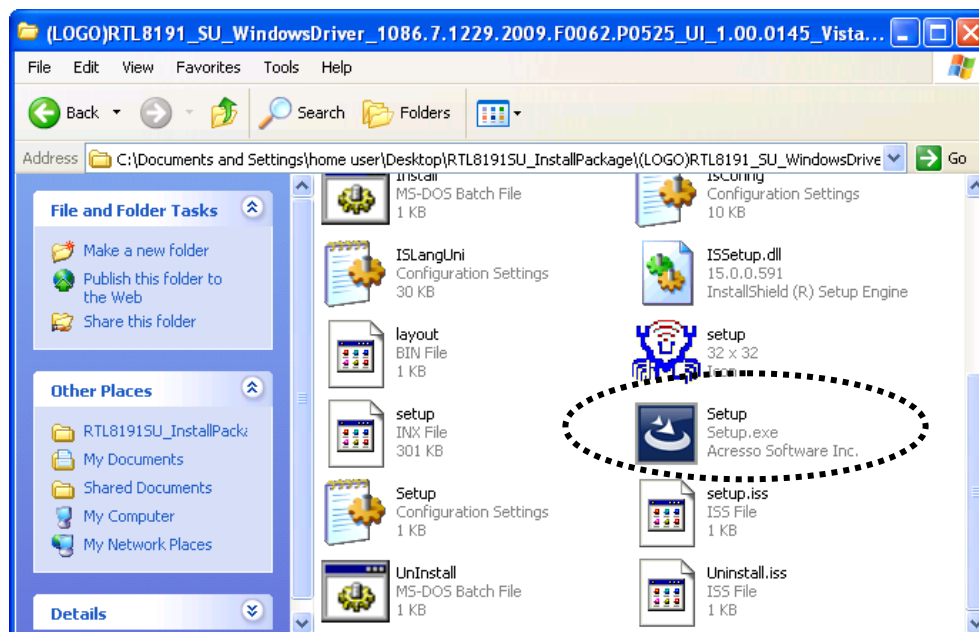 (LOGO)RTL8191_SU_WindowsDriver_1086.7.1229.2009.F0062.P0525_UI_1.00.0145_Vista...
File Edit View Favorites Tools Help
Back Search Folders
Address C:\Documents and Settings\home user\Desktop\RTL8191SU_InstallPackage\(LOGO)RTL8191_SU_WindowsDrive Go
File and Folder Tasks
Make a new folder
Publish this folder to
the Web
Share this folder
Other Places
RTL8191SU_InstallPacka
My Documents
Shared Documents
My Computer
My Network Places
Details
Install
MS-DOS Batch File
1 KB
IsConfig
Configuration Settings
10 KB
ISLangUni
Configuration Settings
30 KB
ISSetup.dll
15.0.0.591
InstallShield (R) Setup Engine
layout
BIN File
1 KB
setup
32 x 32
Icon
setup
INX File
301 KB
Setup
Setup.exe
Acresso Software Inc.
Setup
Configuration Settings
1 KB
setup.iss
ISS File
1 KB
UnInstall
MS-DOS Batch File
1 KB
Uninstall.iss
ISS File
1 KB